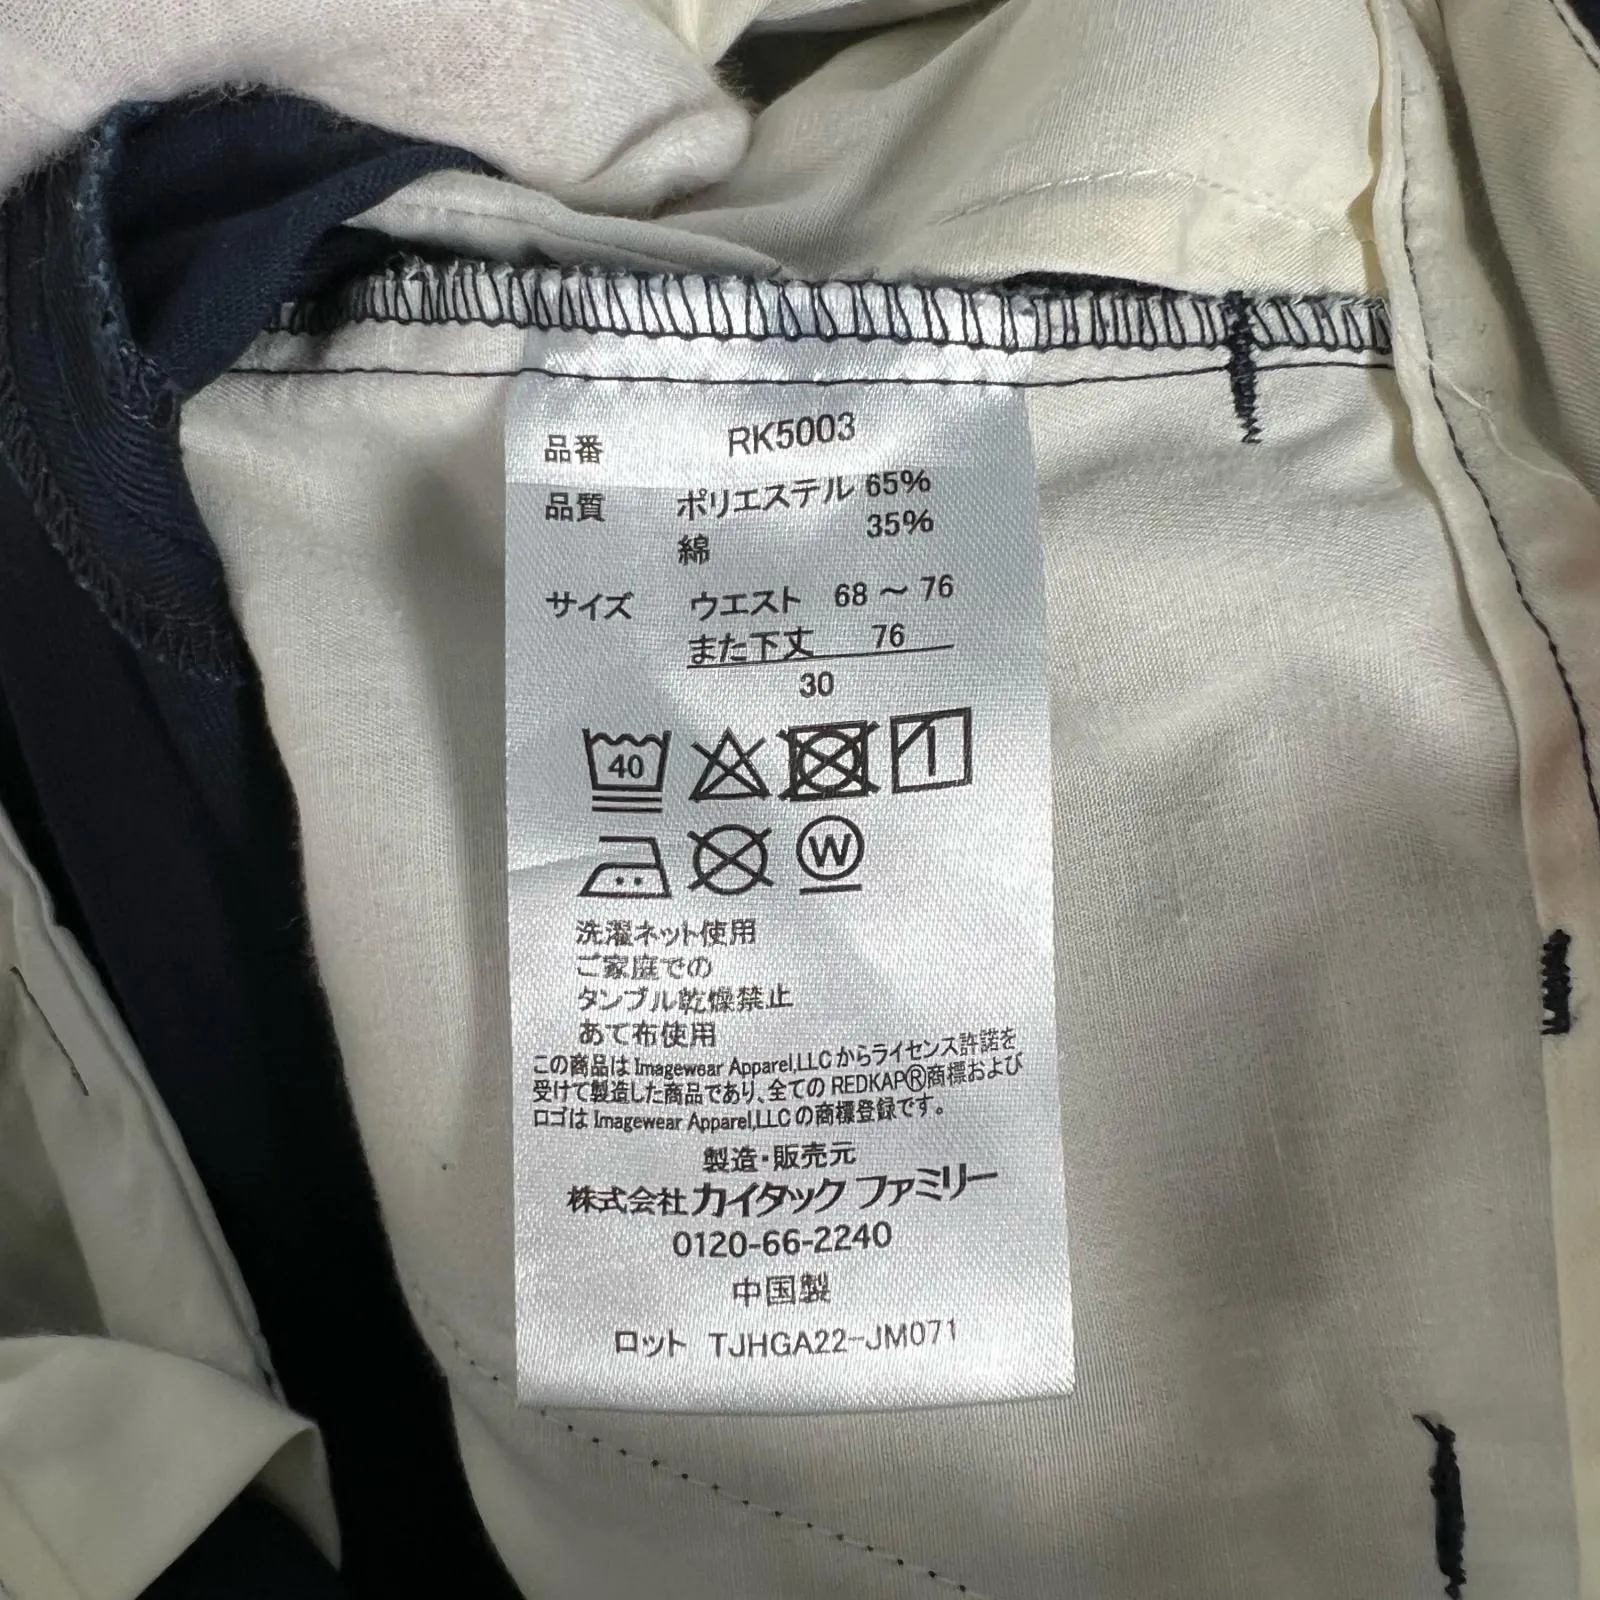 品番 RK5003
品質 ポリエステル 65%
綿 35%
サイズ ウエスト 68 ～ 76
また下丈 76
30
40
W
洗濯ネット使用
ご家庭での
タンブル乾燥禁止
あて布使用
この商品は Imagewear Apparel,LLC からライセンス許諾を
受けて製造した商品であり、全ての REDKAP®商標および
ロゴは Imagewear Apparel,LLC の商標登録です。
製造・販売元
株式会社 カイタック ファミリー
0120-66-2240
中国製
ロット TJHGA22-JM071